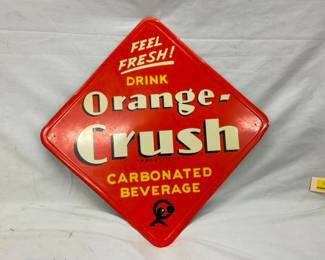 FEEL
FRESH!
DRINK
Orange-
Crush
CARBONATED
BEVERAGE